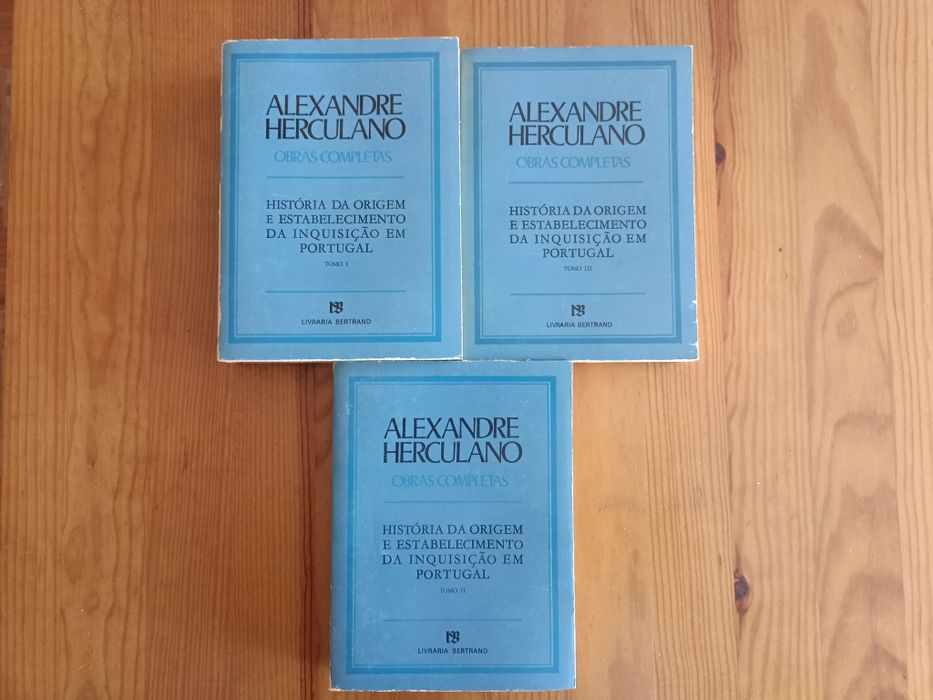 ALEXANDRE
HERCULANO
OBRAS COMPLETAS
HISTÓRIA DA ORIGEM
E ESTABELECIMENTO
DA INQUISIÇÃO EM
PORTUGAL
TOMO I
LIVRARIA BERTRAND
ALEXANDRE
HERCULANO
OBRAS COMPLETAS
HISTÓRIA DA ORIGEM
E ESTABELECIMENTO
DA INQUISIÇÃO EM
PORTUGAL
TOMO III
LIVRARIA BERTRAND
ALEXANDRE
HERCULANO
OBRAS COMPLETAS
HISTÓRIA DA ORIGEM
E ESTABELECIMENTO
DA INQUISIÇÃO EM
PORTUGAL
TOMO II
LIVRARIA BERTRAND